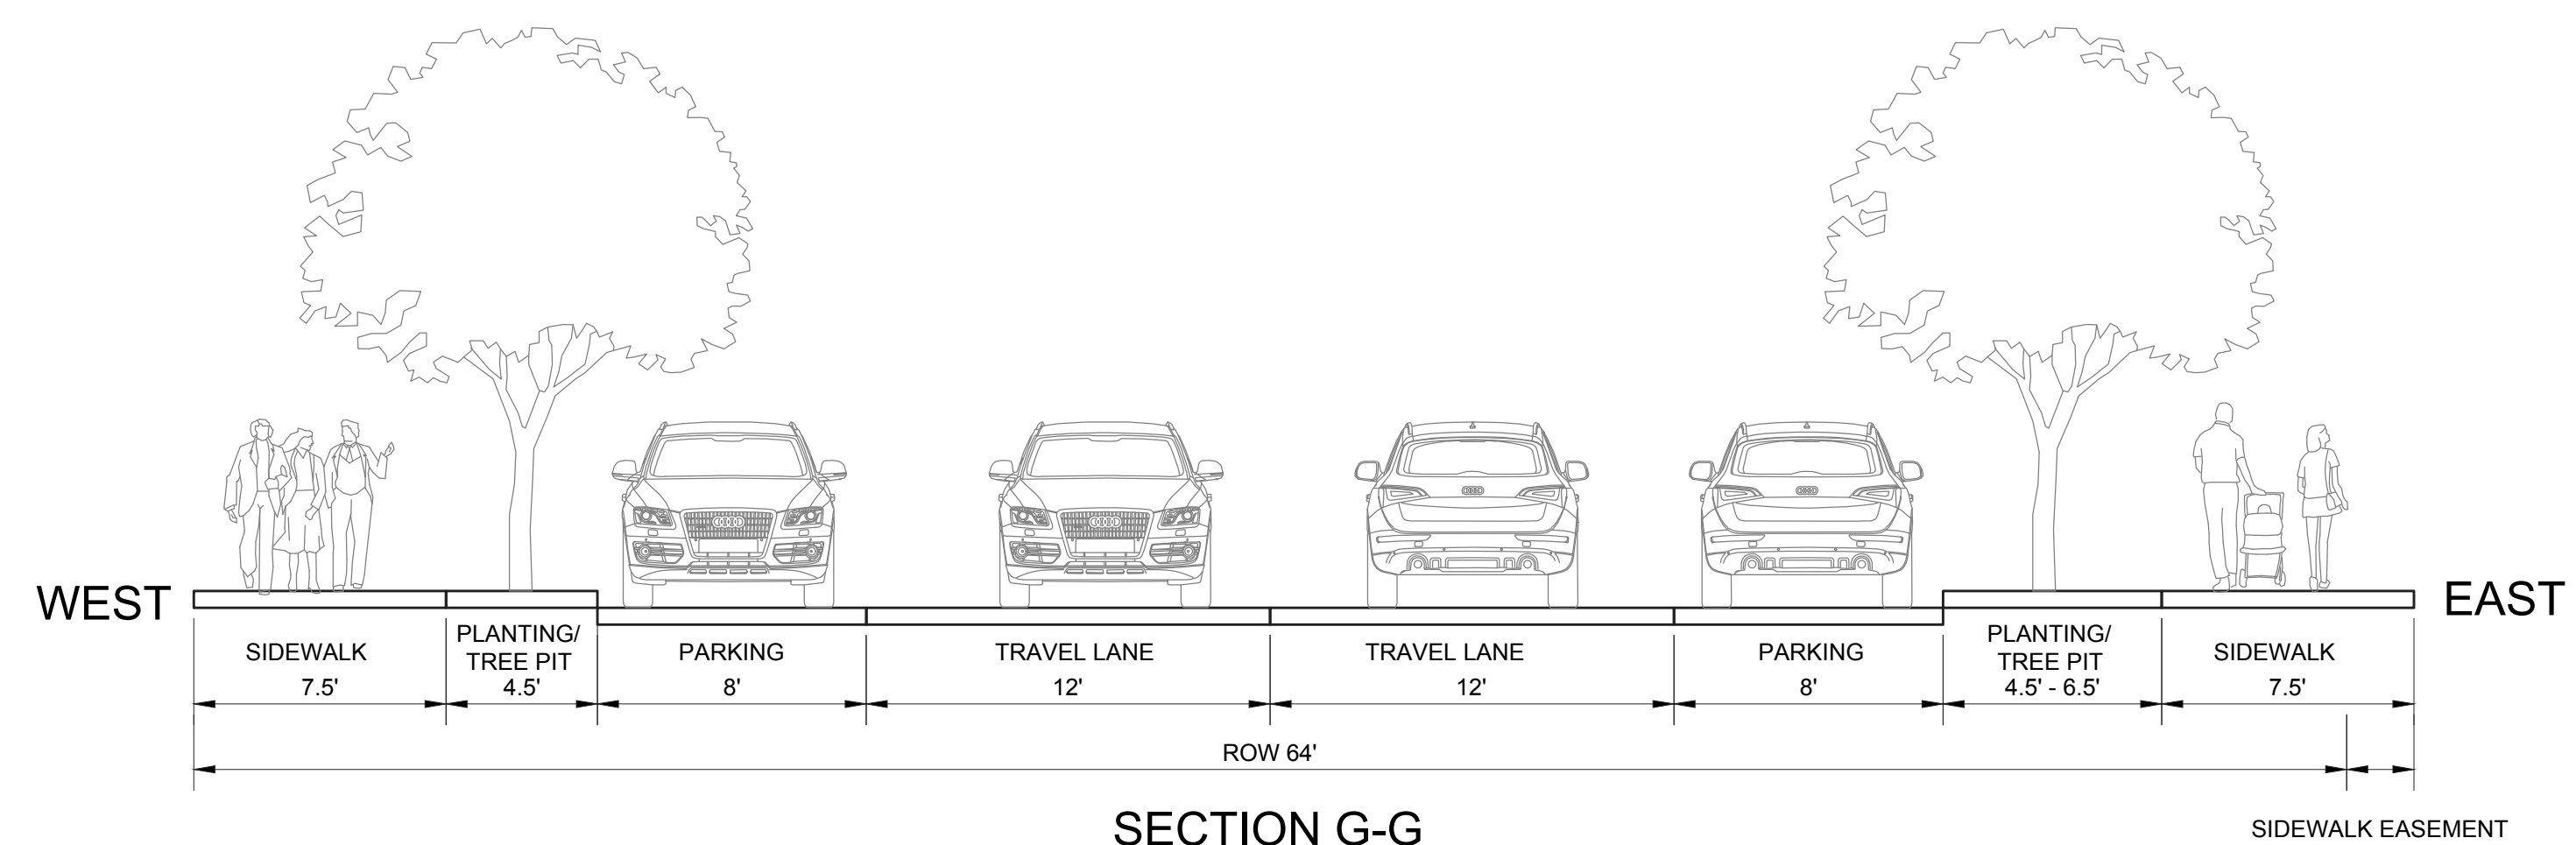 WEST
EAST
SIDEWALK
7.5'
PLANTING/
TREE PIT
4.5'
PARKING
8'
TRAVEL LANE
12'
TRAVEL LANE
12'
PARKING
8'
PLANTING/
TREE PIT
4.5' - 6.5'
SIDEWALK
7.5'
ROW 64'
SECTION G-G
SIDEWALK EASEMENT